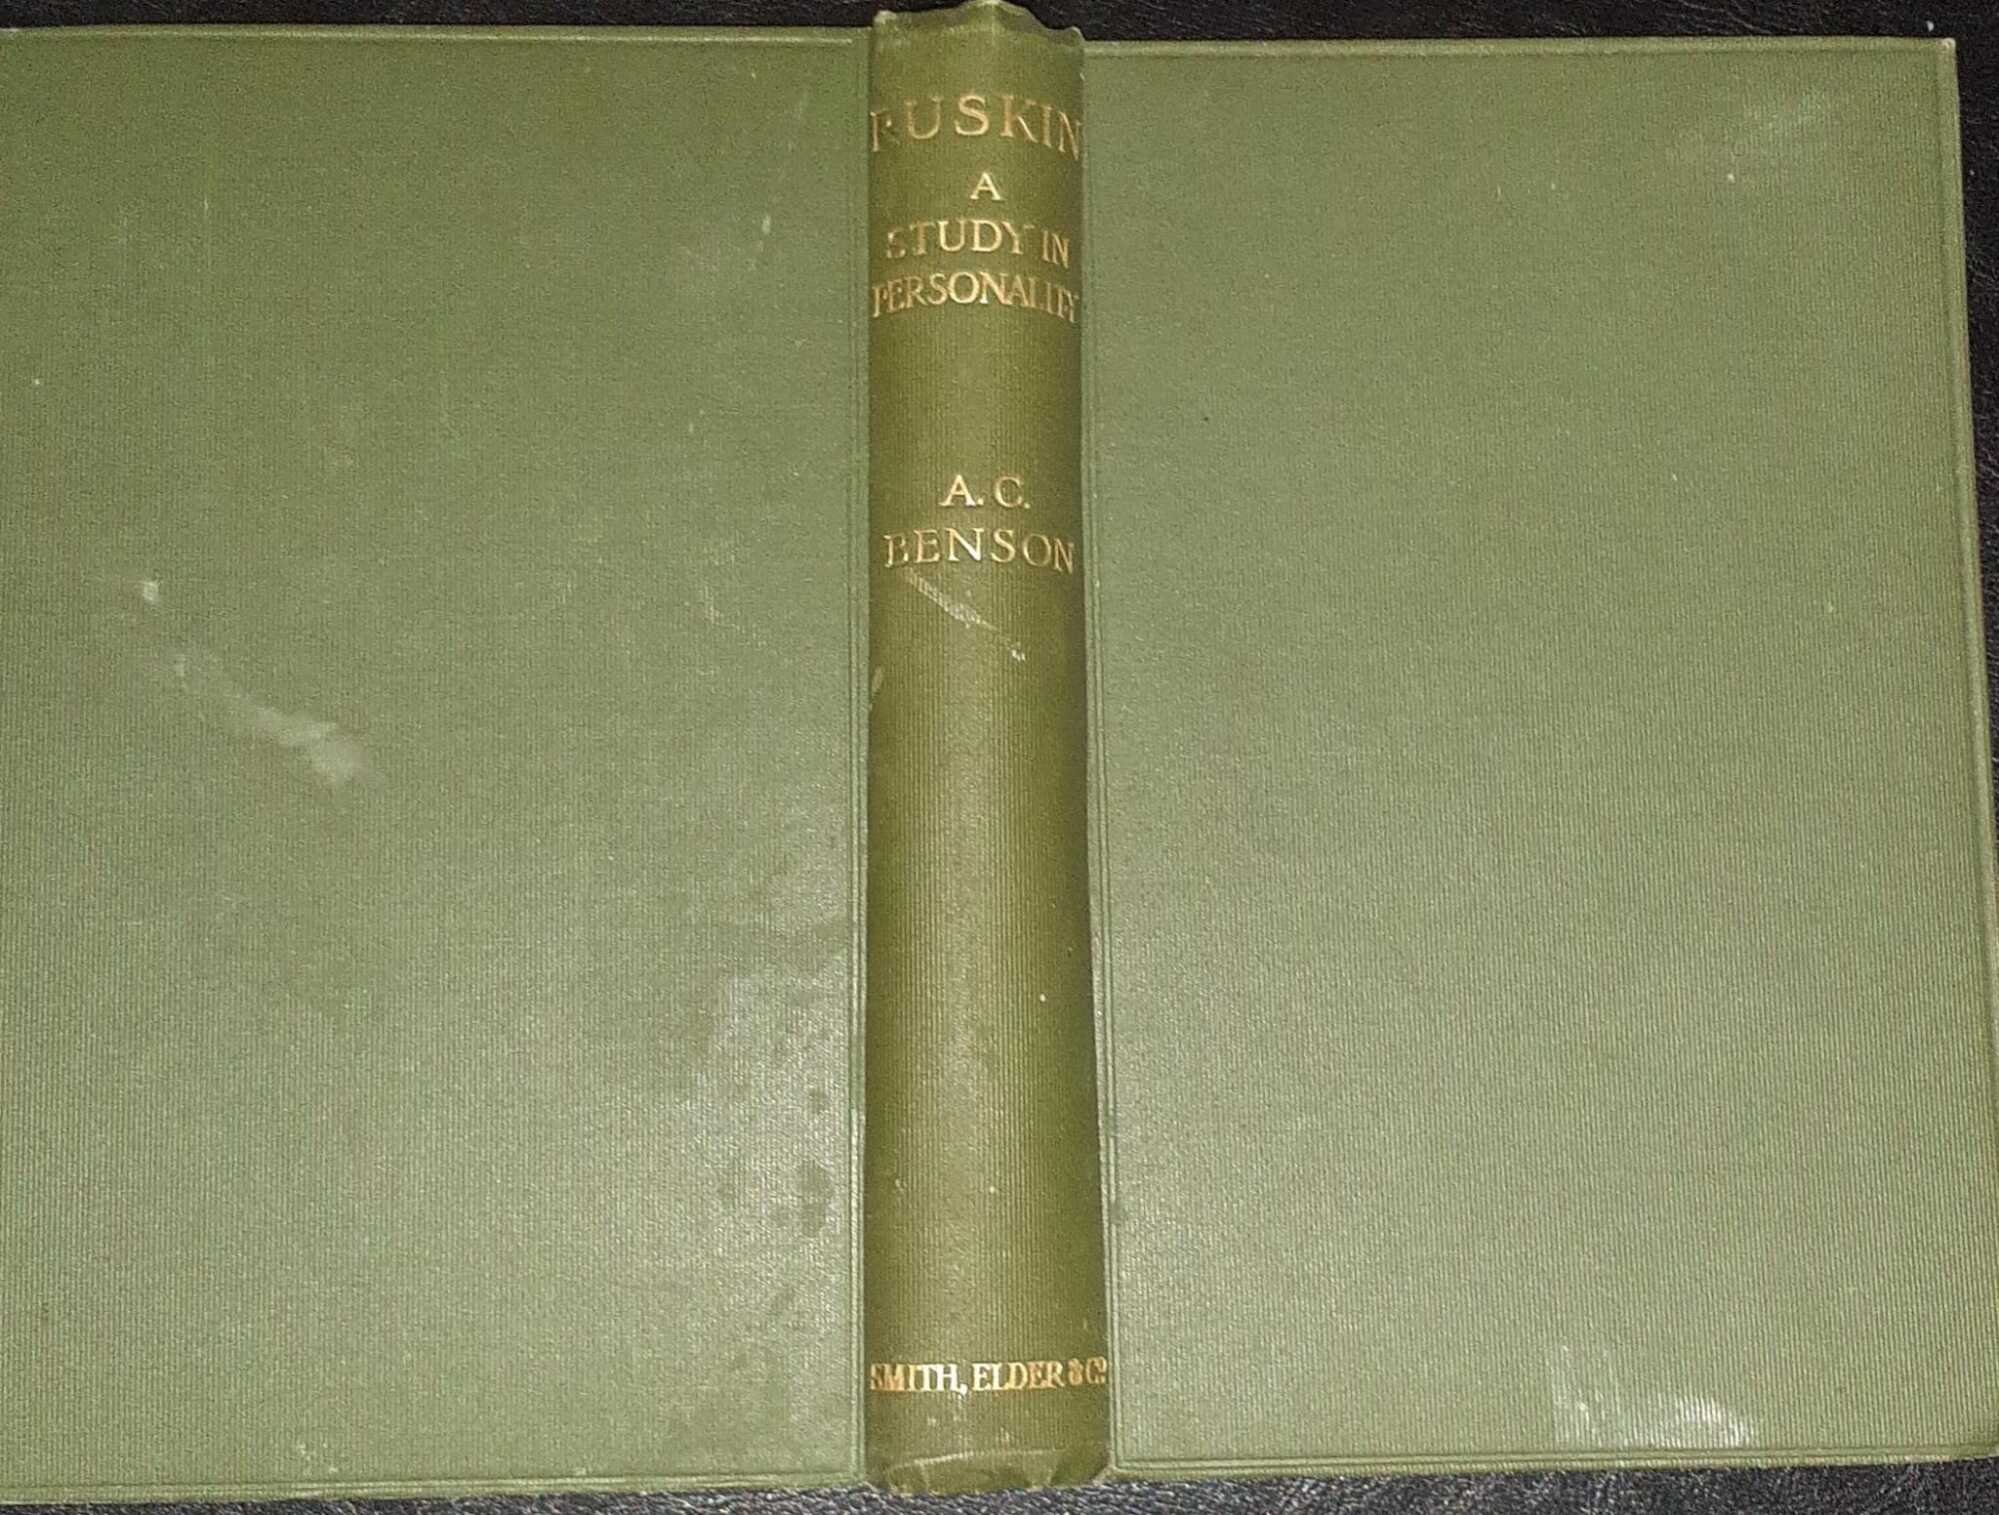 RUSKIN
A
STUDY IN
PERSONALITY
A. C.
BENSON
SMITH, ELDER & Co.